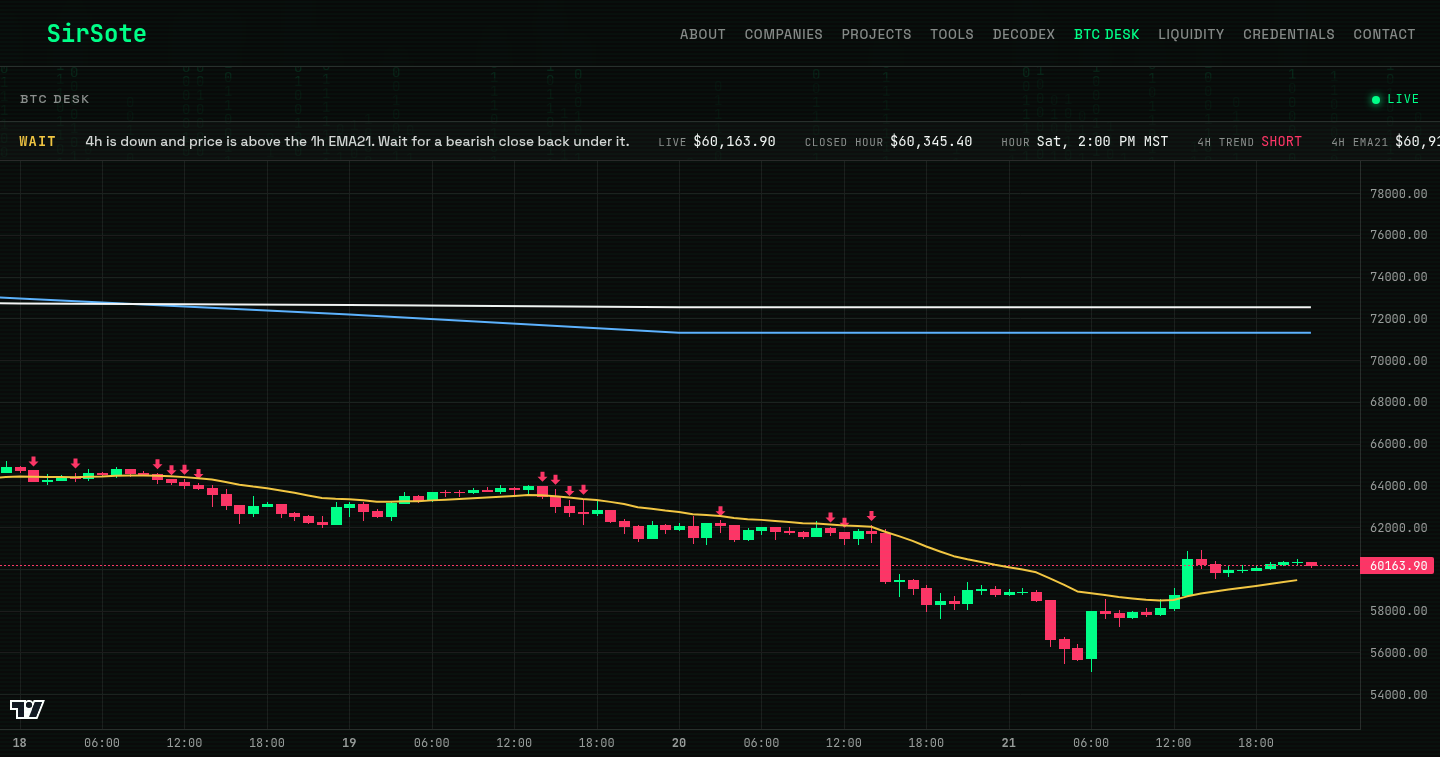 SirSote
ABOUT COMPANIES PROJECTS TOOLS DECODEX BTC DESK LIQUIDITY CREDENTIALS CONTACT
BTC DESK
LIVE
WAIT 4h is down and price is above the 1h EMA21. Wait for a bearish close back under it. LIVE $60,163.90 CLOSED HOUR $60,345.40 HOUR Sat, 2:00 PM MST 4H TREND SHORT 4H EMA21 $60,91
78000.00
76000.00
74000.00
72000.00
70000.00
68000.00
66000.00
64000.00
62000.00
60163.90
58000.00
56000.00
54000.00
18 06:00 12:00 18:00 19 06:00 12:00 18:00 20 06:00 12:00 18:00 21 06:00 12:00 18:00